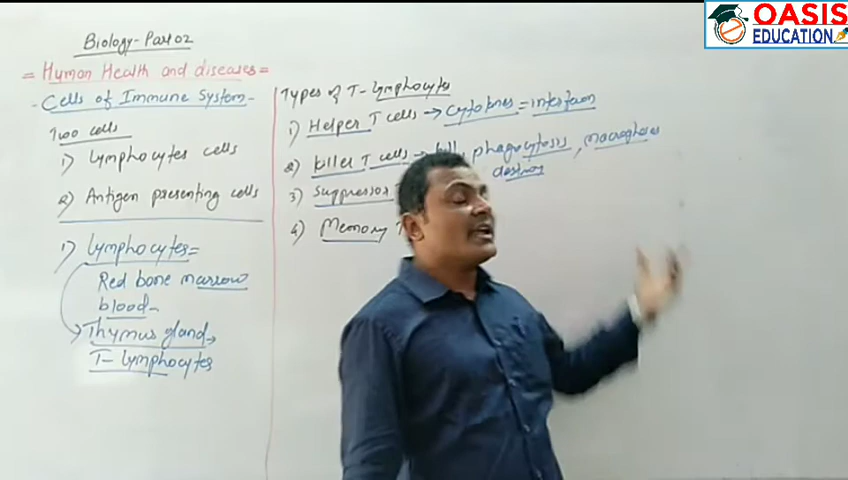 OASIS
EDUCATION
Biology-Part 02
= Human Health and diseases =
- Cells of Immune System -
Two cells
1) Lymphocytes cells
2) Antigen presenting cells
1) Lymphocytes =
Red bone marrow
blood -
Thymus gland
T- lymphocytes
Types of T- lymphocytes
1) Helper T cells → cytokines = interferon
2) killer T cells → kill, phagocytosis, macrophages
destroy
3) Suppressor
4) Memory T